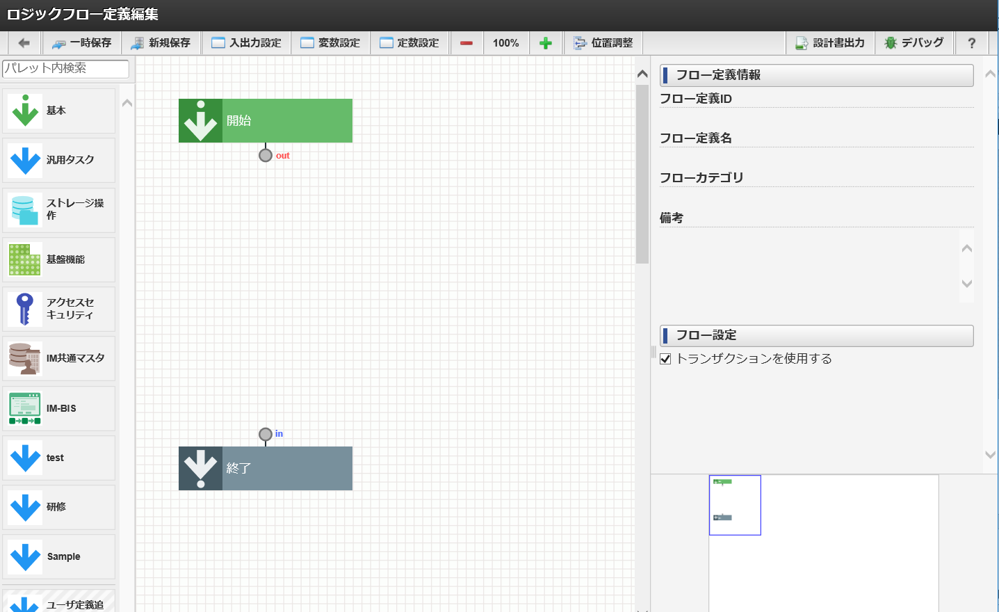 ロジックフロー定義編集
一時保存 新規保存 入出力設定 変数設定 定数設定 100% 位置調整 設計書出力 デバッグ ?
パレット内検索
基本
汎用タスク
ストレージ操
作
基盤機能
アクセスセ
キュリティ
IM共通マスタ
IM-BIS
test
研修
Sample
ユーザ定義追
開始
out
in
終了
フロー定義情報
フロー定義ID
フロー定義名
フローカテゴリ
備考
フロー設定
トランザクションを使用する